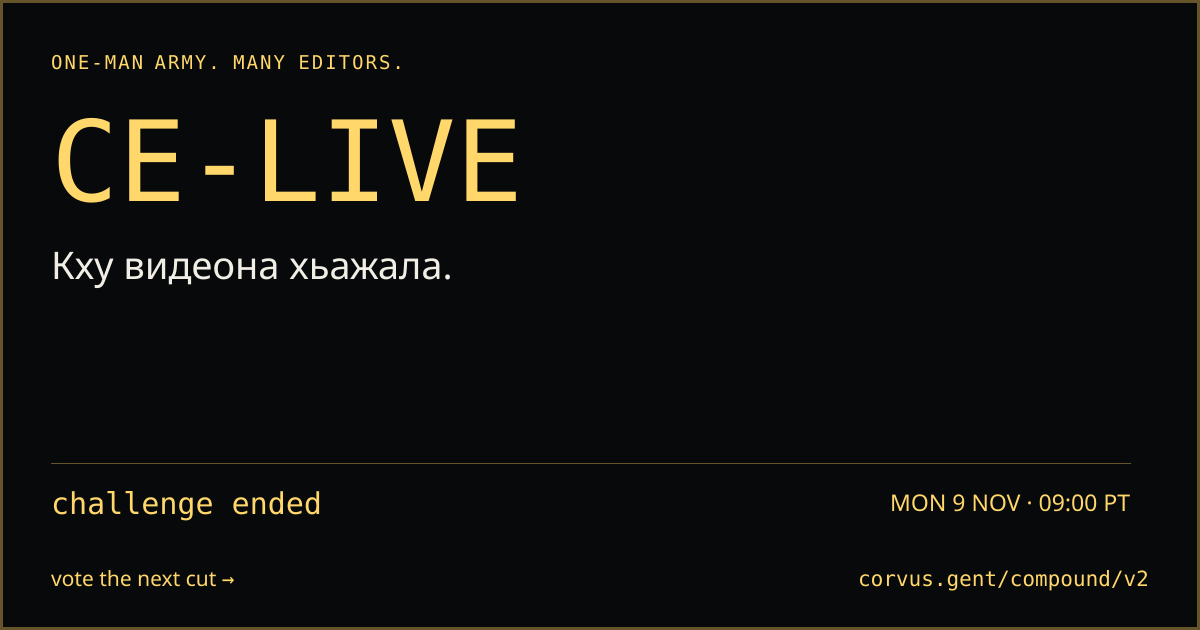 ONE-MAN ARMY. MANY EDITORS.
CE-LIVE
Кху видеона хьажала.
challenge ended
MON 9 NOV · 09:00 PT
vote the next cut →
corvus.gent/compound/v2